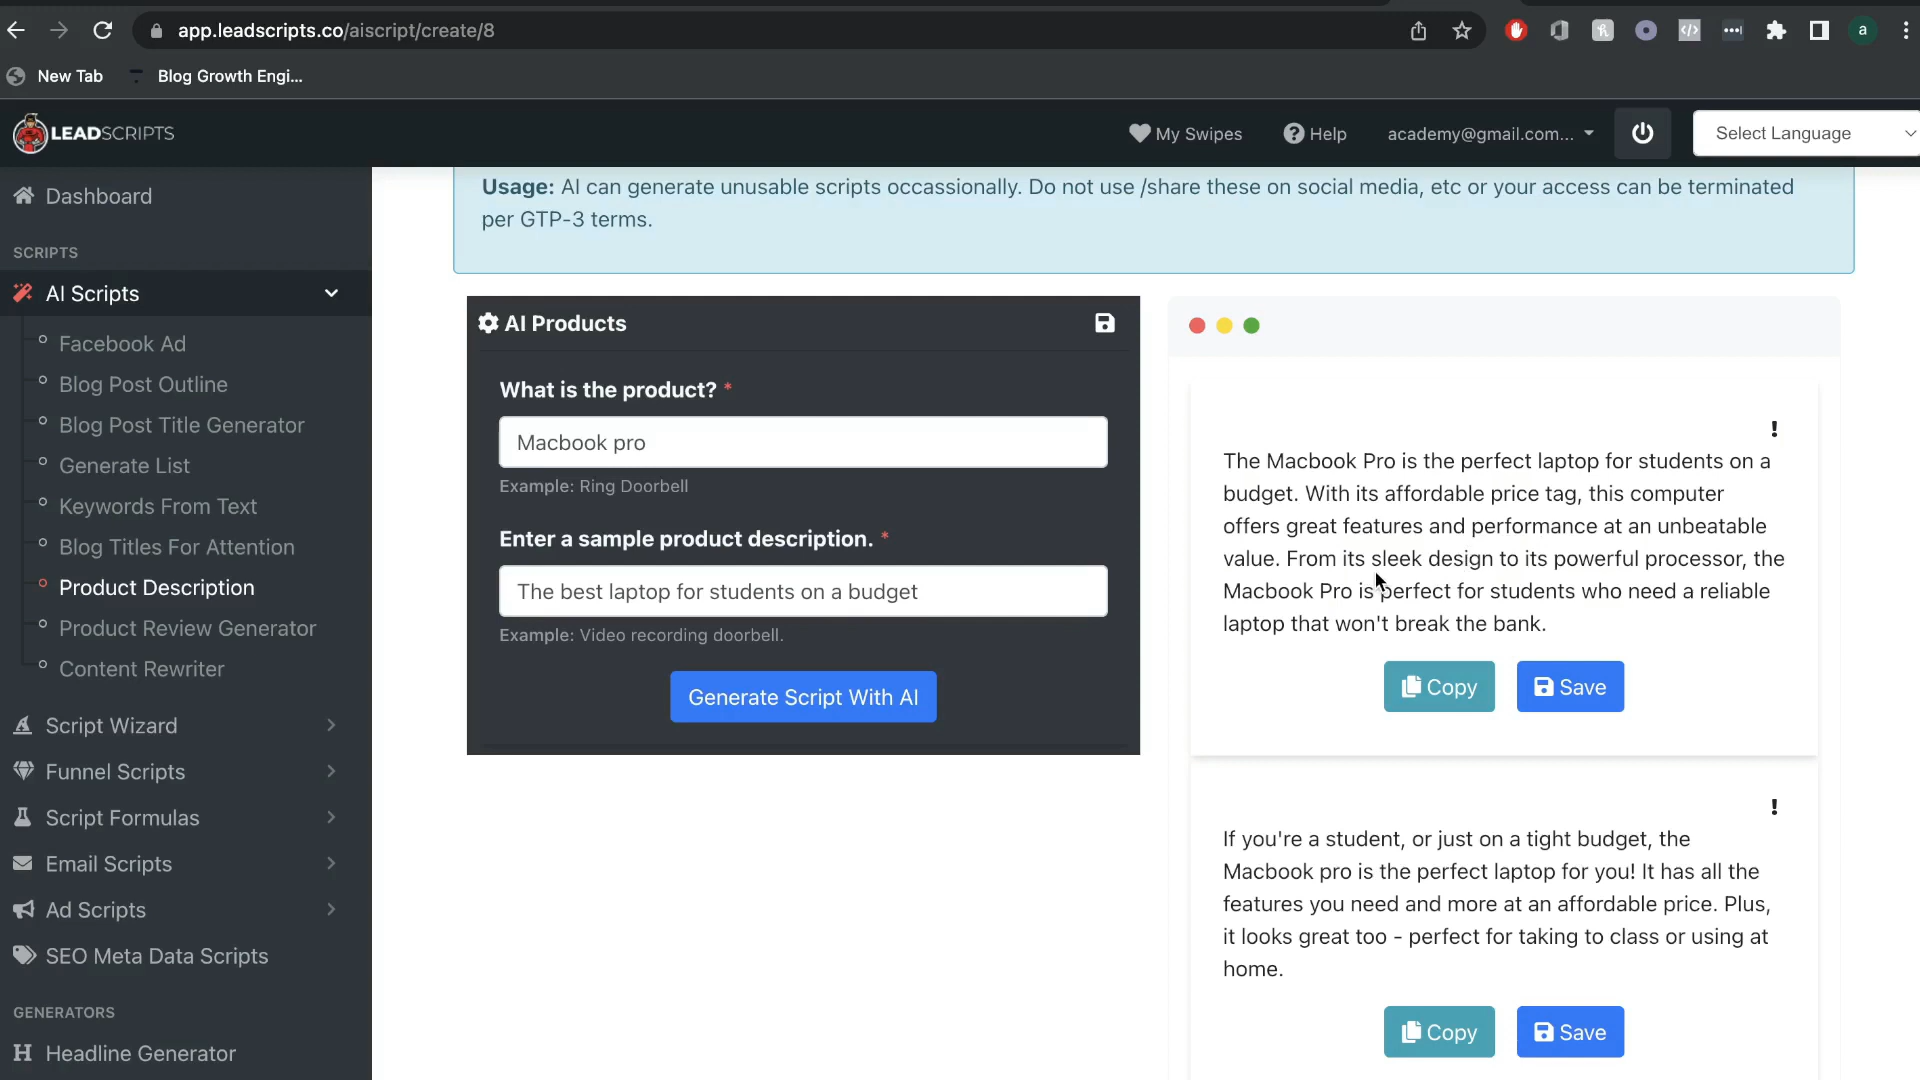 app.leadscripts.co/aiscript/create/8
a
New Tab
Blog Growth Engi...
LEADSCRIPTS
My Swipes
Help
academy@gmail.com...
Select Language
Dashboard
SCRIPTS
AI Scripts
Facebook Ad
Blog Post Outline
Blog Post Title Generator
Generate List
Keywords From Text
Blog Titles For Attention
Product Description
Product Review Generator
Content Rewriter
Script Wizard
Funnel Scripts
Script Formulas
Email Scripts
Ad Scripts
SEO Meta Data Scripts
GENERATORS
Headline Generator
Usage: AI can generate unusable scripts occassionally. Do not use /share these on social media, etc or your access can be terminated
per GTP-3 terms.
AI Products
What is the product? *
Macbook pro
Example: Ring Doorbell
Enter a sample product description. *
The best laptop for students on a budget
Example: Video recording doorbell.
Generate Script With AI
!
The Macbook Pro is the perfect laptop for students on a
budget. With its affordable price tag, this computer
offers great features and performance at an unbeatable
value. From its sleek design to its powerful processor, the
Macbook Pro is perfect for students who need a reliable
laptop that won't break the bank.
Copy
Save
!
If you're a student, or just on a tight budget, the
Macbook pro is the perfect laptop for you! It has all the
features you need and more at an affordable price. Plus,
it looks great too - perfect for taking to class or using at
home.
Copy
Save